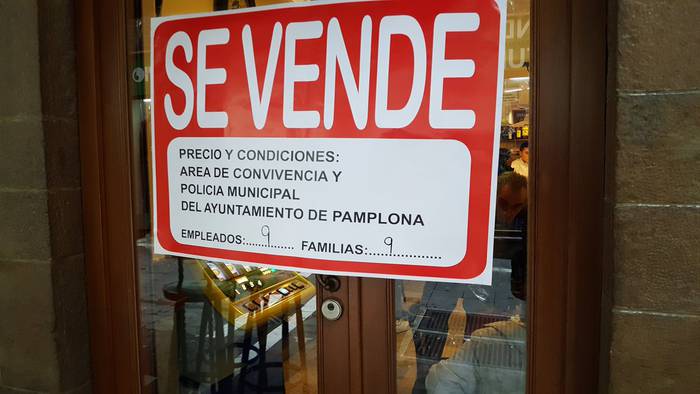 SE VENDE
PRECIO Y CONDICIONES:
AREA DE CONVIVENCIA Y
POLICIA MUNICIPAL
DEL AYUNTAMIENTO DE PAMPLONA
EMPLEADOS:......9......... FAMILIAS:....9..............